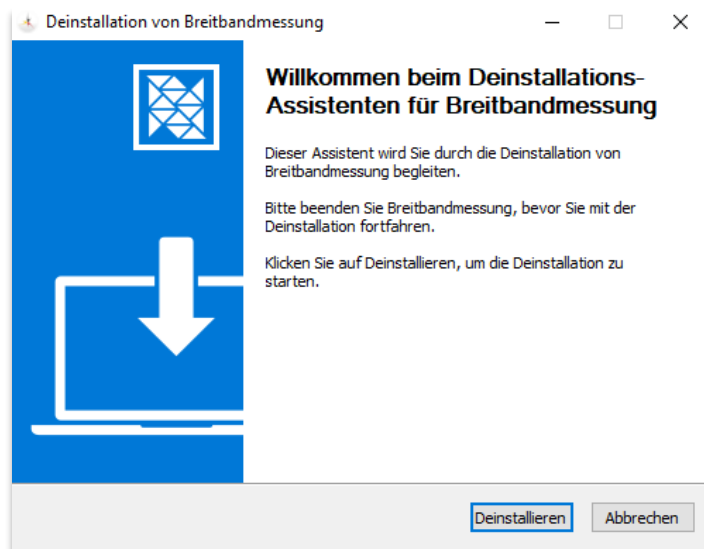 Deinstallation von Breitbandmessung
Willkommen beim Deinstallations-
Assistenten für Breitbandmessung
Dieser Assistent wird Sie durch die Deinstallation von
Breitbandmessung begleiten.
Bitte beenden Sie Breitbandmessung, bevor Sie mit der
Deinstallation fortfahren.
Klicken Sie auf Deinstallieren, um die Deinstallation zu
starten.
Deinstallieren
Abbrechen